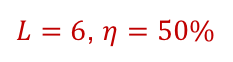 L = 6, η = 50%